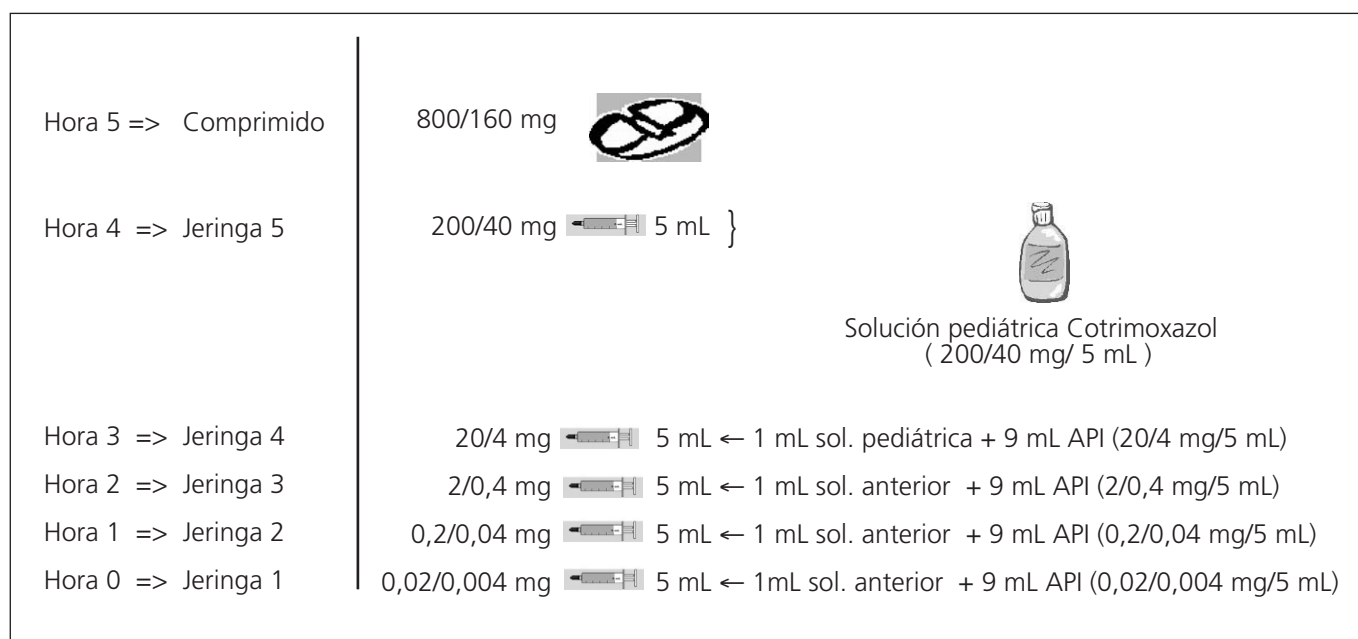 Hora 5 => Comprimido 800/160 mg
Hora 4 => Jeringa 5 200/40 mg 5 mL }
Solución pediátrica Cotrimoxazol
( 200/40 mg/ 5 mL )
Hora 3 => Jeringa 4 20/4 mg 5 mL ← 1 mL sol. pediátrica + 9 mL API (20/4 mg/5 mL)
Hora 2 => Jeringa 3 2/0,4 mg 5 mL ← 1 mL sol. anterior + 9 mL API (2/0,4 mg/5 mL)
Hora 1 => Jeringa 2 0,2/0,04 mg 5 mL ← 1 mL sol. anterior + 9 mL API (0,2/0,04 mg/5 mL)
Hora 0 => Jeringa 1 0,02/0,004 mg 5 mL ← 1mL sol. anterior + 9 mL API (0,02/0,004 mg/5 mL)